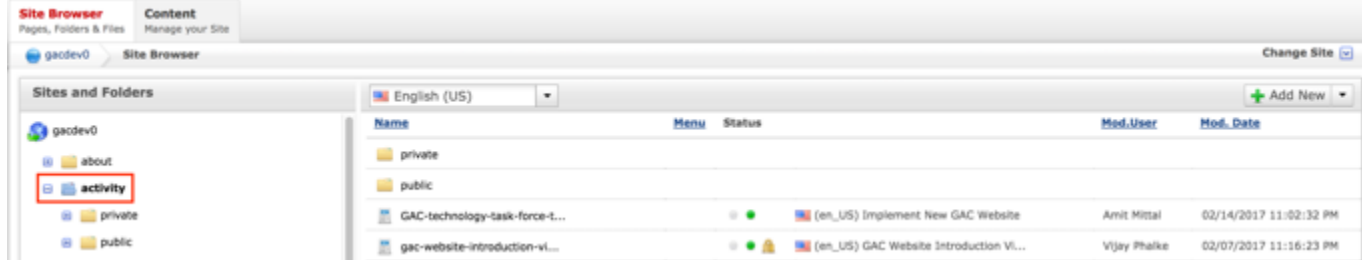 Site Browser
Pages, Folders & Files
Content
Manage your Site
gacdev0
Site Browser
Change Site
Sites and Folders
gacdev0
about
activity
private
public
English (US)
Add New
Name Menu Status Mod.User Mod. Date
private
public
GAC-technology-task-force-t... (en_US) Implement New GAC Website Amit Mittal 02/14/2017 11:02:32 PM
gac-website-introduction-vi... (en_US) GAC Website Introduction Vi... Vijay Phalke 02/07/2017 11:16:23 PM